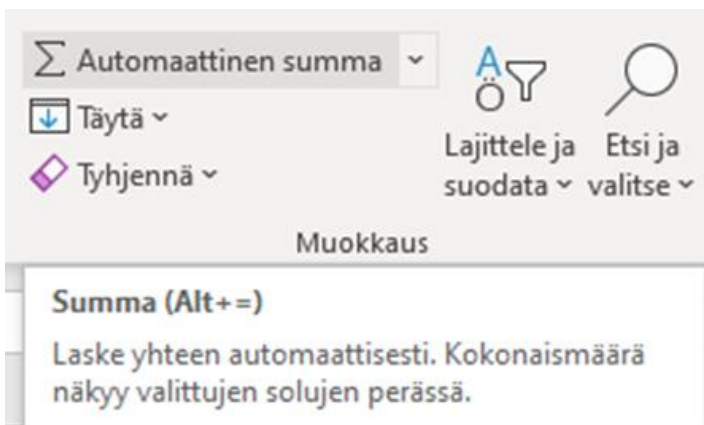 ∑ Automaattinen summa
Täytä
Tyhjennä
AÖ
Lajittele ja
suodata
Etsi ja
valitse
Muokkaus
Summa (Alt+=)
Laske yhteen automaattisesti. Kokonaismäärä
näkyy valittujen solujen perässä.